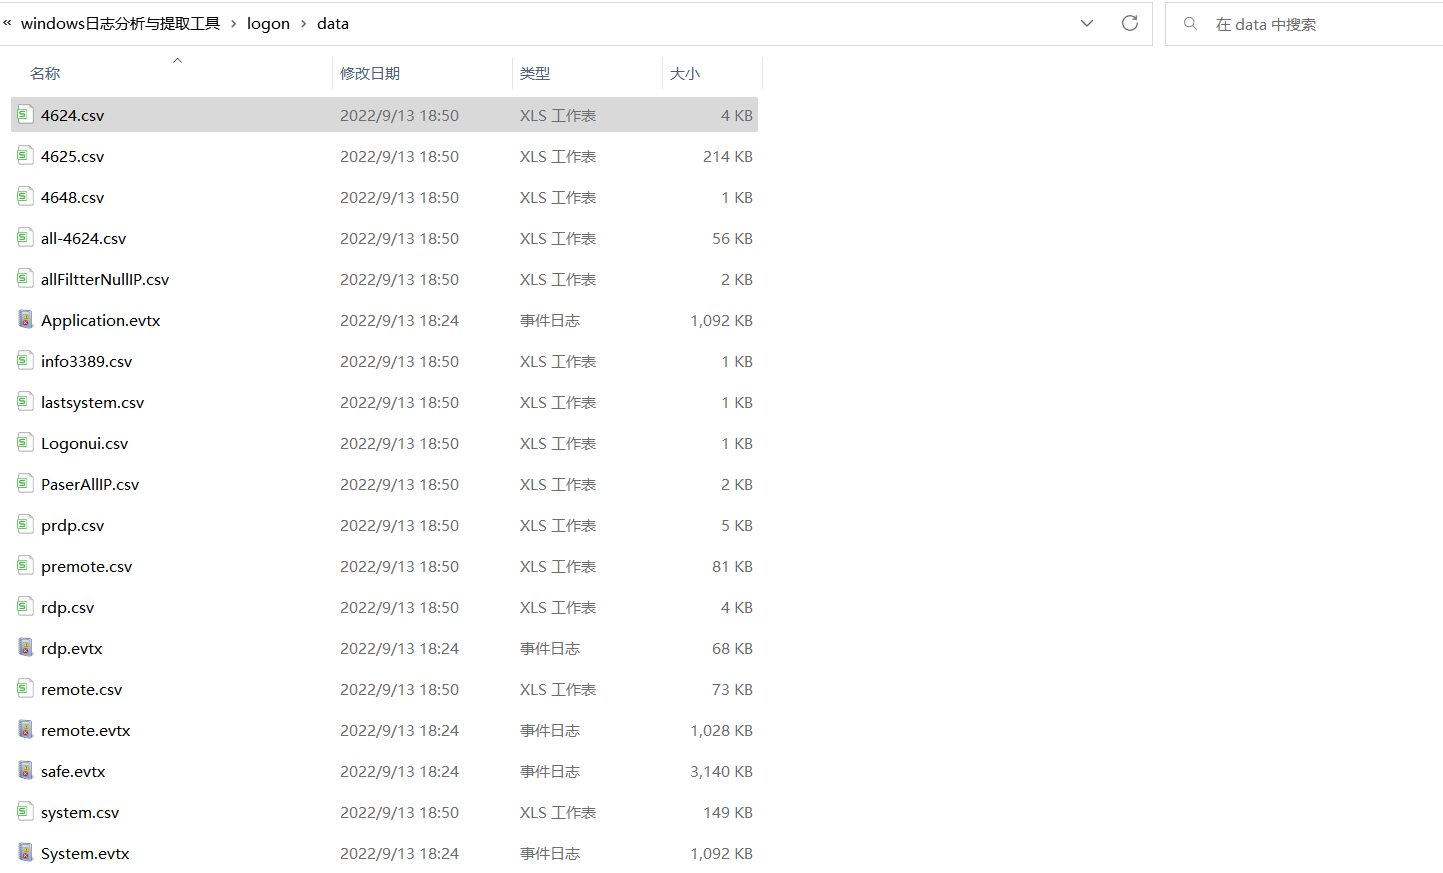 « windows日志分析与提取工具 › logon › data 在 data 中搜索
名称 修改日期 类型 大小
4624.csv 2022/9/13 18:50 XLS 工作表 4 KB
4625.csv 2022/9/13 18:50 XLS 工作表 214 KB
4648.csv 2022/9/13 18:50 XLS 工作表 1 KB
all-4624.csv 2022/9/13 18:50 XLS 工作表 56 KB
allFiltterNullIP.csv 2022/9/13 18:50 XLS 工作表 2 KB
Application.evtx 2022/9/13 18:24 事件日志 1,092 KB
info3389.csv 2022/9/13 18:50 XLS 工作表 1 KB
lastsystem.csv 2022/9/13 18:50 XLS 工作表 1 KB
Logonui.csv 2022/9/13 18:50 XLS 工作表 1 KB
PaserAllIP.csv 2022/9/13 18:50 XLS 工作表 2 KB
prdp.csv 2022/9/13 18:50 XLS 工作表 5 KB
premote.csv 2022/9/13 18:50 XLS 工作表 81 KB
rdp.csv 2022/9/13 18:50 XLS 工作表 4 KB
rdp.evtx 2022/9/13 18:24 事件日志 68 KB
remote.csv 2022/9/13 18:50 XLS 工作表 73 KB
remote.evtx 2022/9/13 18:24 事件日志 1,028 KB
safe.evtx 2022/9/13 18:24 事件日志 3,140 KB
system.csv 2022/9/13 18:50 XLS 工作表 149 KB
System.evtx 2022/9/13 18:24 事件日志 1,092 KB